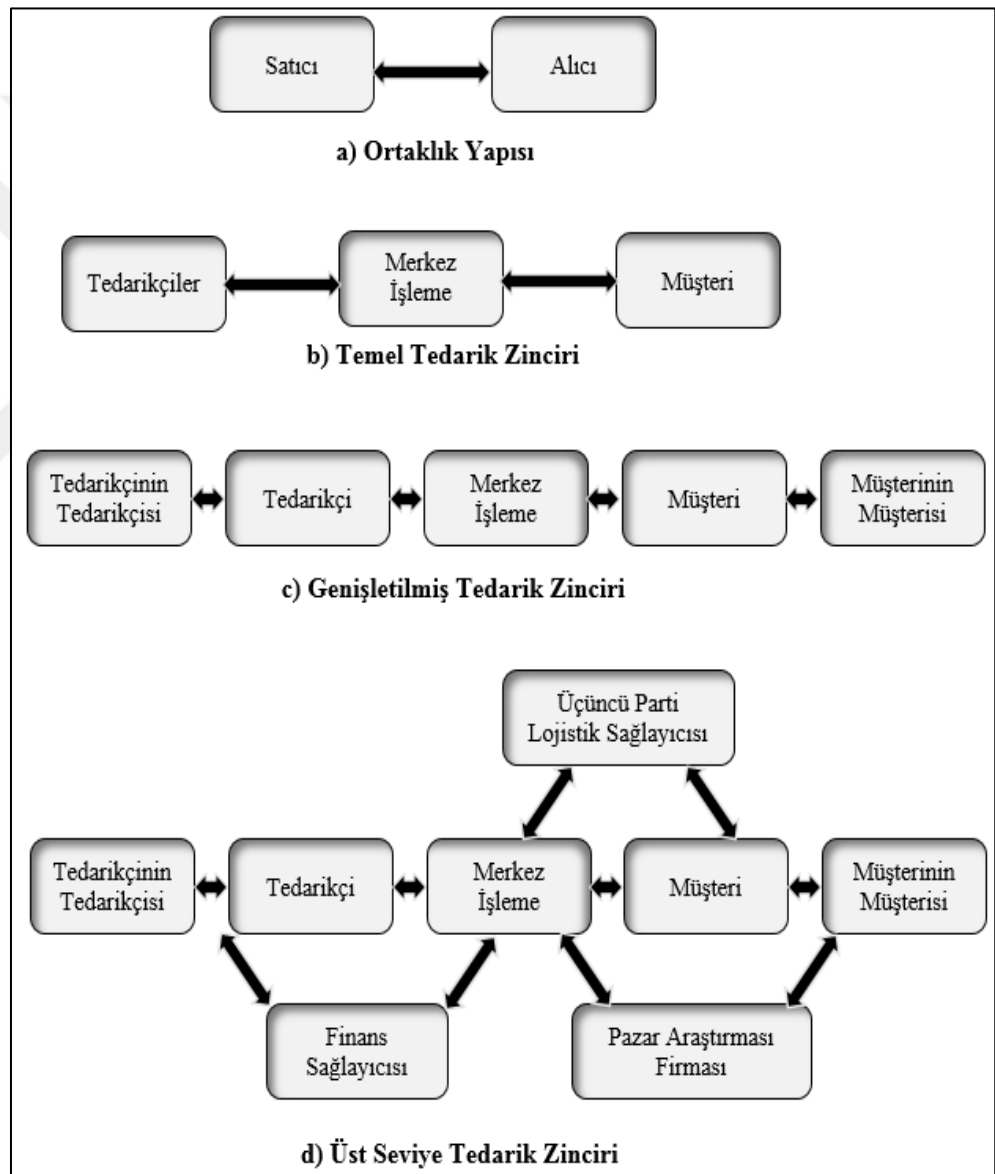 Satıcı
Alıcı
a) Ortaklık Yapısı
Tedarikçiler
Merkez
İşleme
Müşteri
b) Temel Tedarik Zinciri
Tedarikçinin
Tedarikçisi
Tedarikçi
Merkez
İşleme
Müşteri
Müşterinin
Müşterisi
c) Genişletilmiş Tedarik Zinciri
Üçüncü Parti
Lojistik Sağlayıcısı
Tedarikçinin
Tedarikçisi
Tedarikçi
Merkez
İşleme
Müşteri
Müşterinin
Müşterisi
Finans
Sağlayıcısı
Pazar Araştırması
Firması
d) Üst Seviye Tedarik Zinciri